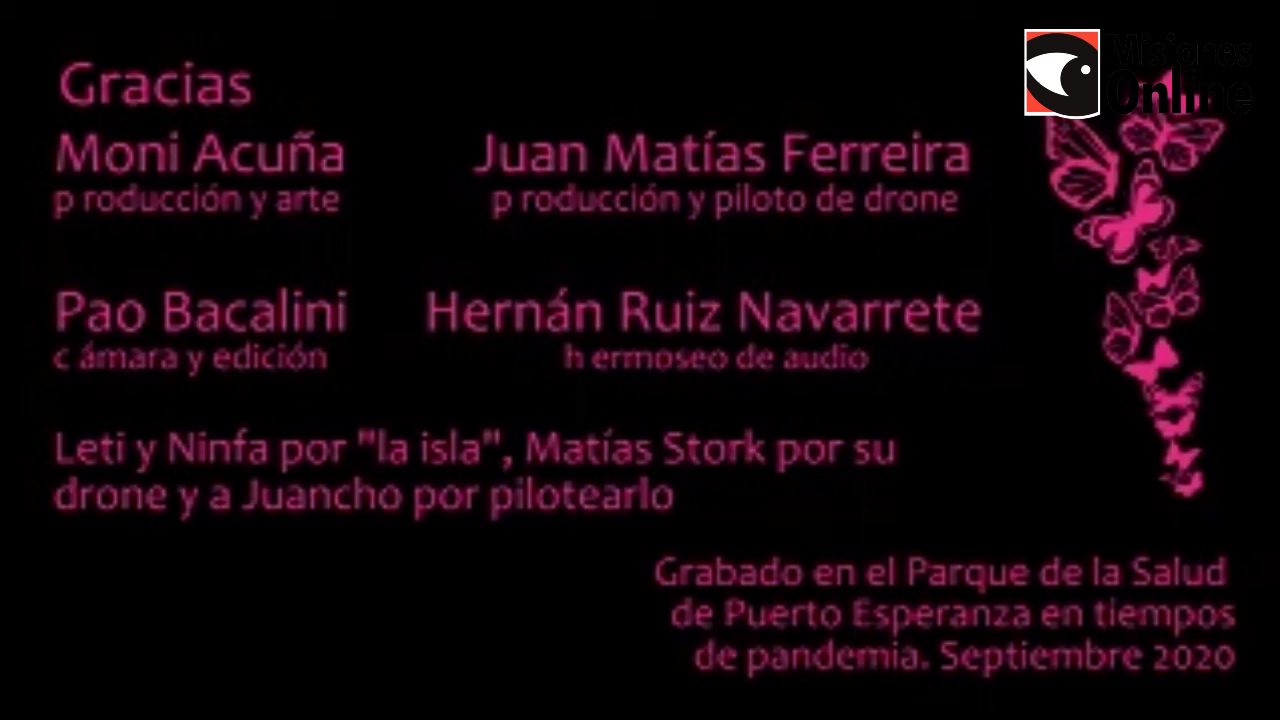 Misiones
Online
Gracias
Moni Acuña
p roducción y arte
Juan Matías Ferreira
p roducción y piloto de drone
Pao Bacalini
c ámara y edición
Hernán Ruiz Navarrete
h ermoseo de audio
Leti y Ninfa por "la isla", Matías Stork por su
drone y a Juancho por pilotearlo
Grabado en el Parque de la Salud
de Puerto Esperanza en tiempos
de pandemia. Septiembre 2020